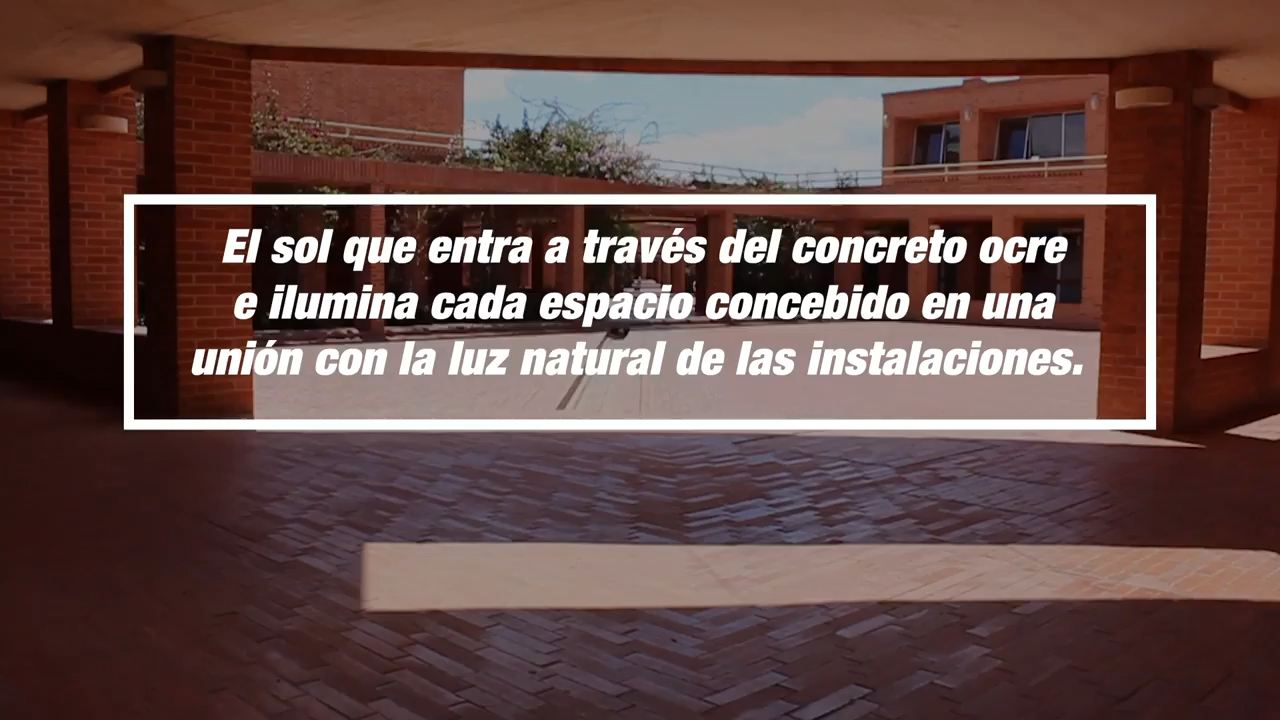 El sol que entra a través del concreto ocre
e ilumina cada espacio concebido en una
unión con la luz natural de las instalaciones.